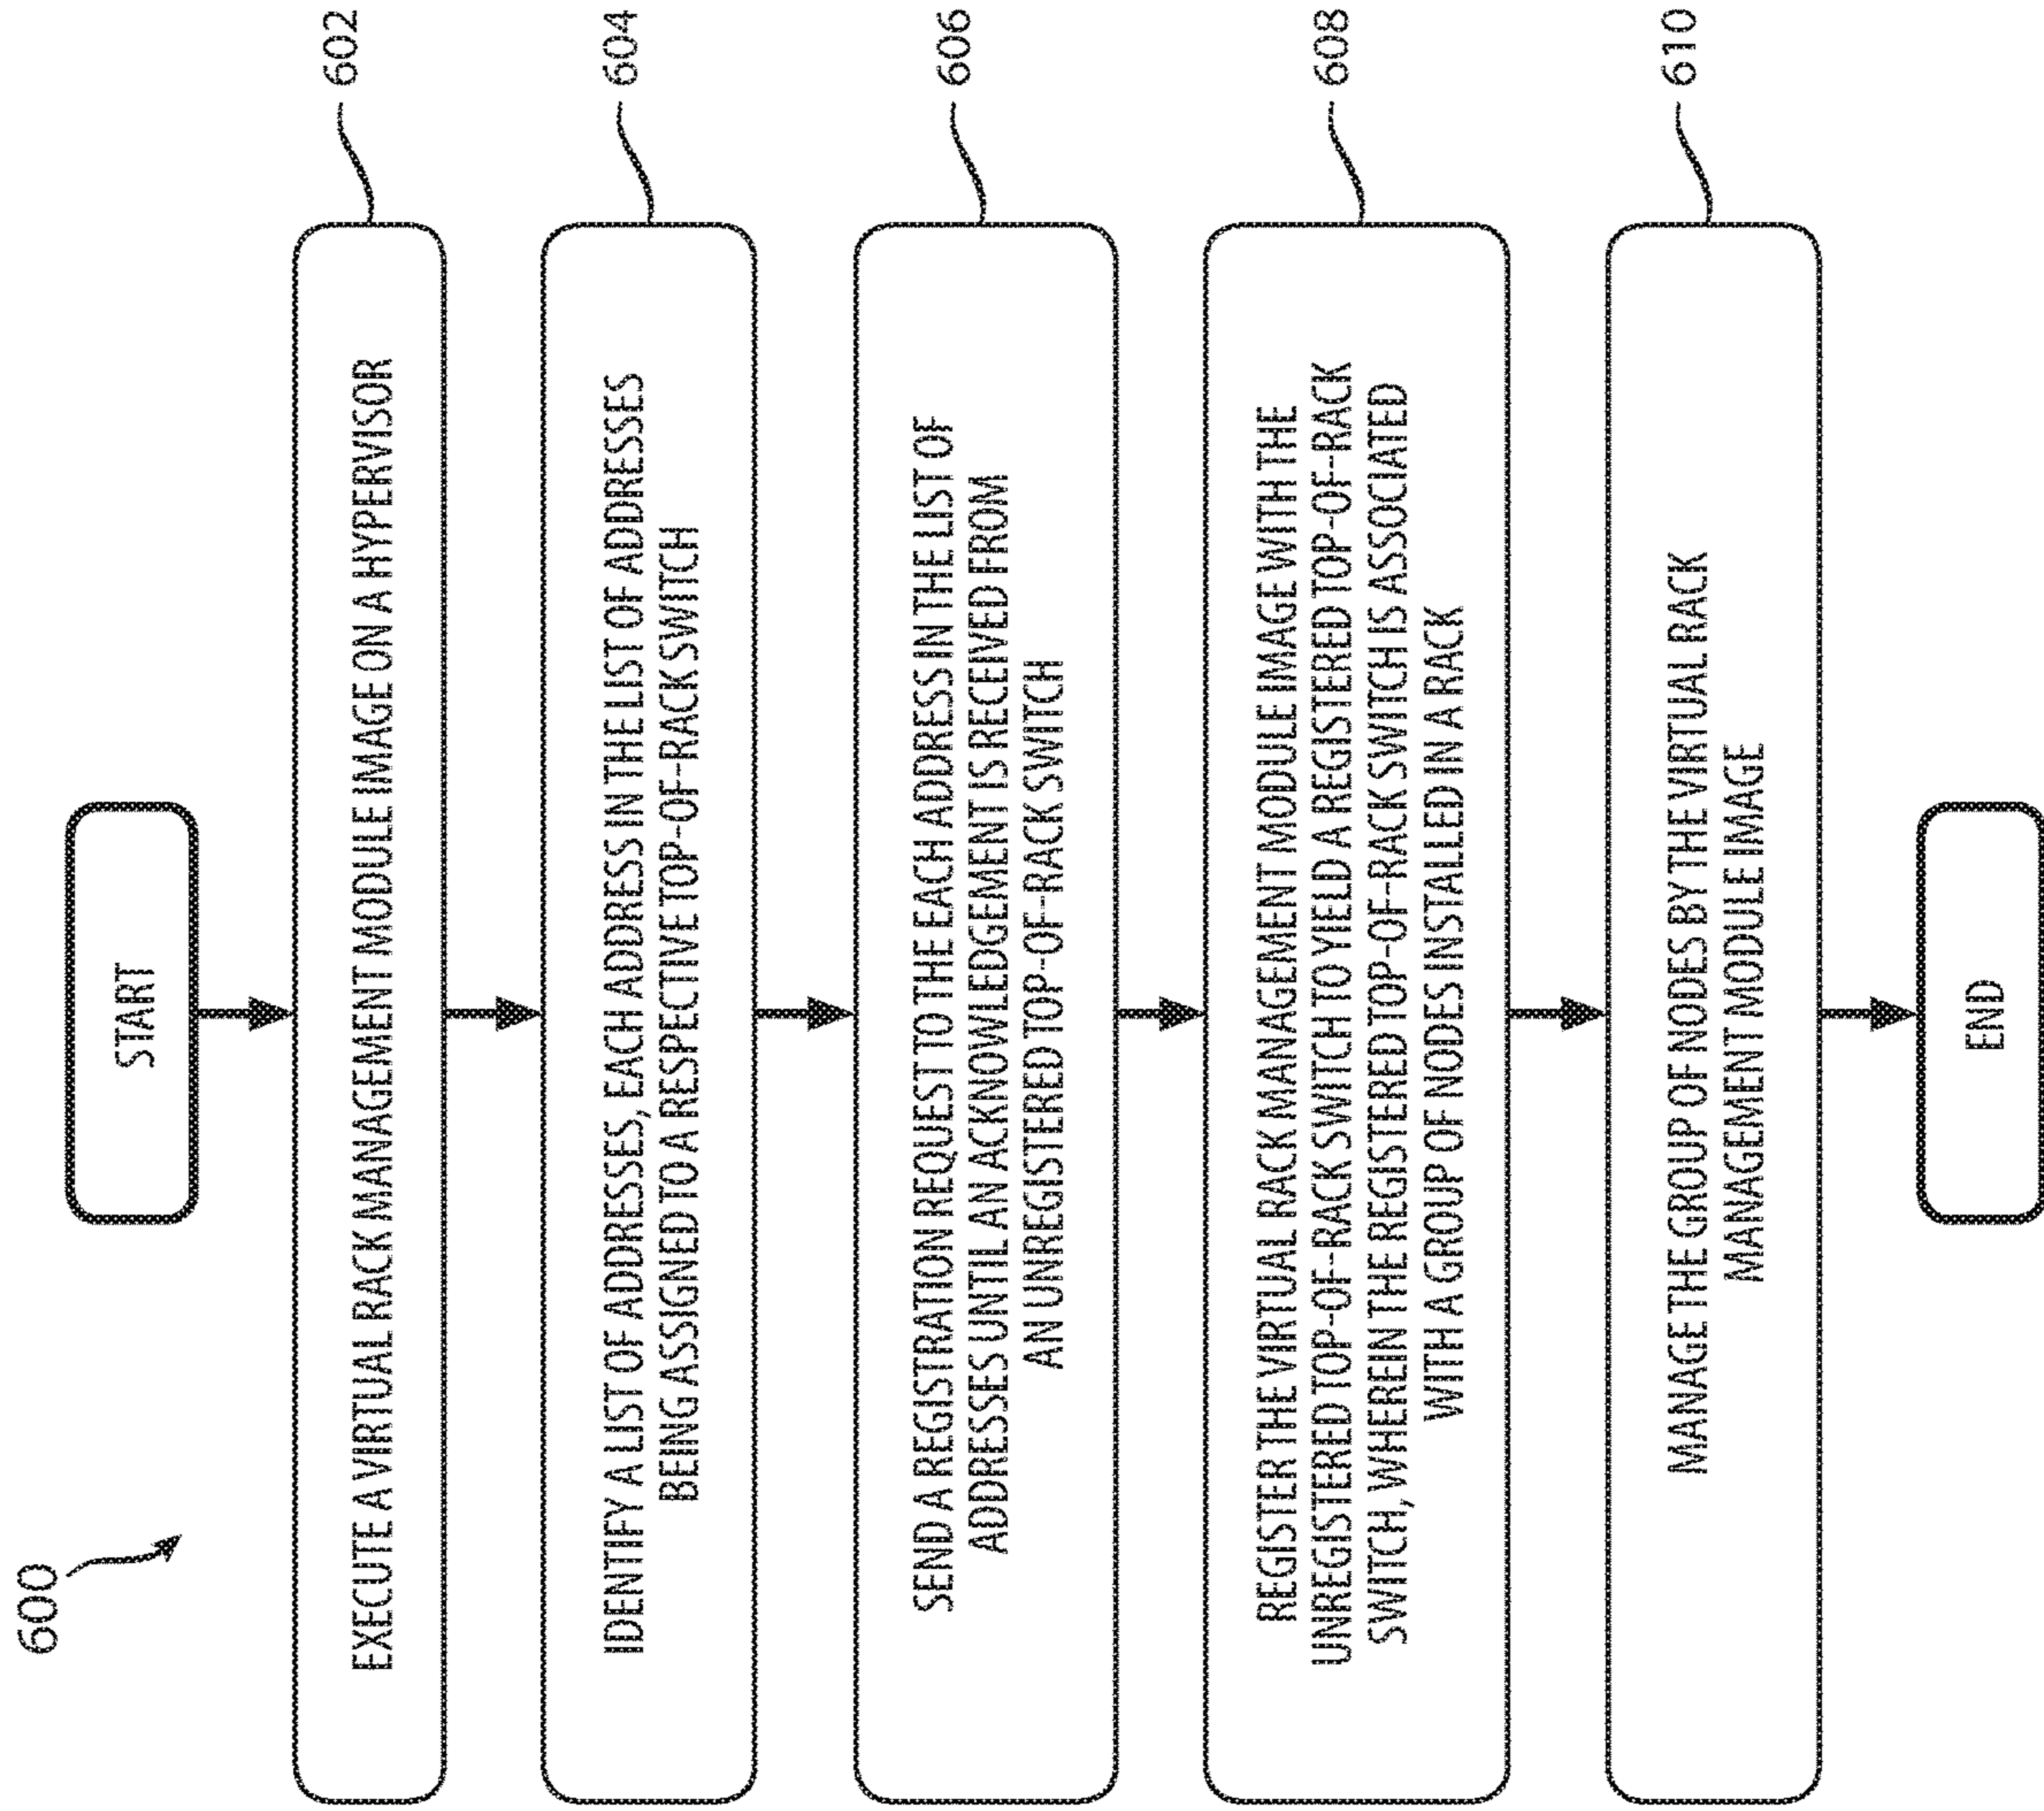 600
START
EXECUTE A VIRTUAL RACK MANAGEMENT MODULE IMAGE ON A HYPERVISOR
602
IDENTIFY A LIST OF ADDRESSES, EACH ADDRESS IN THE LIST OF ADDRESSES
BEING ASSIGNED TO A RESPECTIVE TOP-OF-RACK SWITCH
604
SEND A REGISTRATION REQUEST TO THE EACH ADDRESS IN THE LIST OF
ADDRESSES UNTIL AN ACKNOWLEDGEMENT IS RECEIVED FROM
AN UNREGISTERED TOP-OF-RACK SWITCH
606
REGISTER THE VIRTUAL RACK MANAGEMENT MODULE IMAGE WITH THE
UNREGISTERED TOP-OF-RACK SWITCH TO YIELD A REGISTERED TOP-OF-RACK
SWITCH, WHEREIN THE REGISTERED TOP-OF-RACK SWITCH IS ASSOCIATED
WITH A GROUP OF NODES INSTALLED IN A RACK
608
MANAGE THE GROUP OF NODES BY THE VIRTUAL RACK
MANAGEMENT MODULE IMAGE
610
END